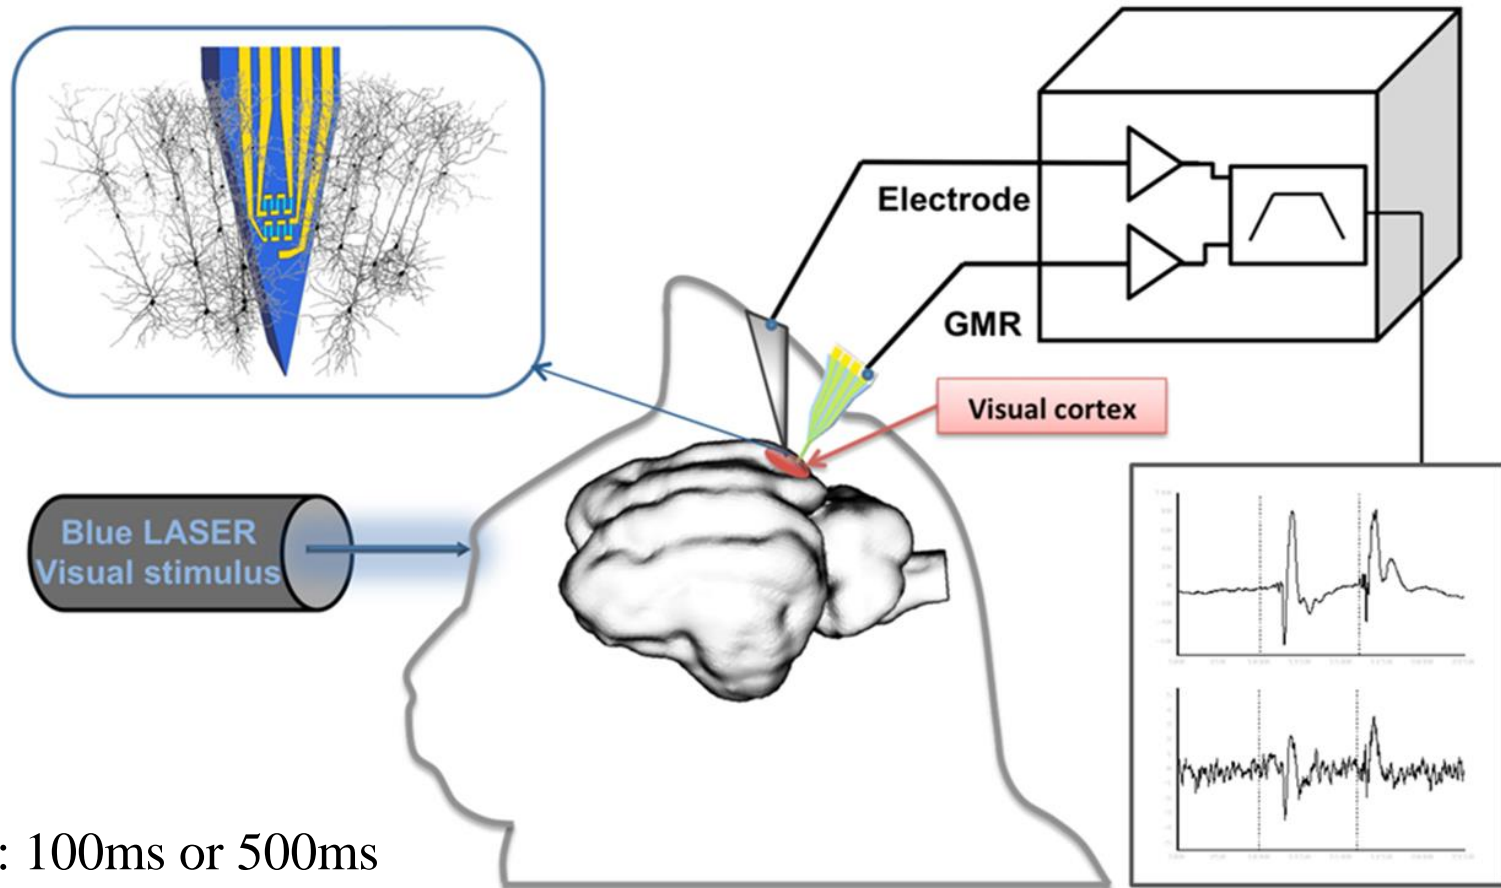 Electrode
GMR
Visual cortex
Blue LASER
Visual stimulus
: 100ms or 500ms